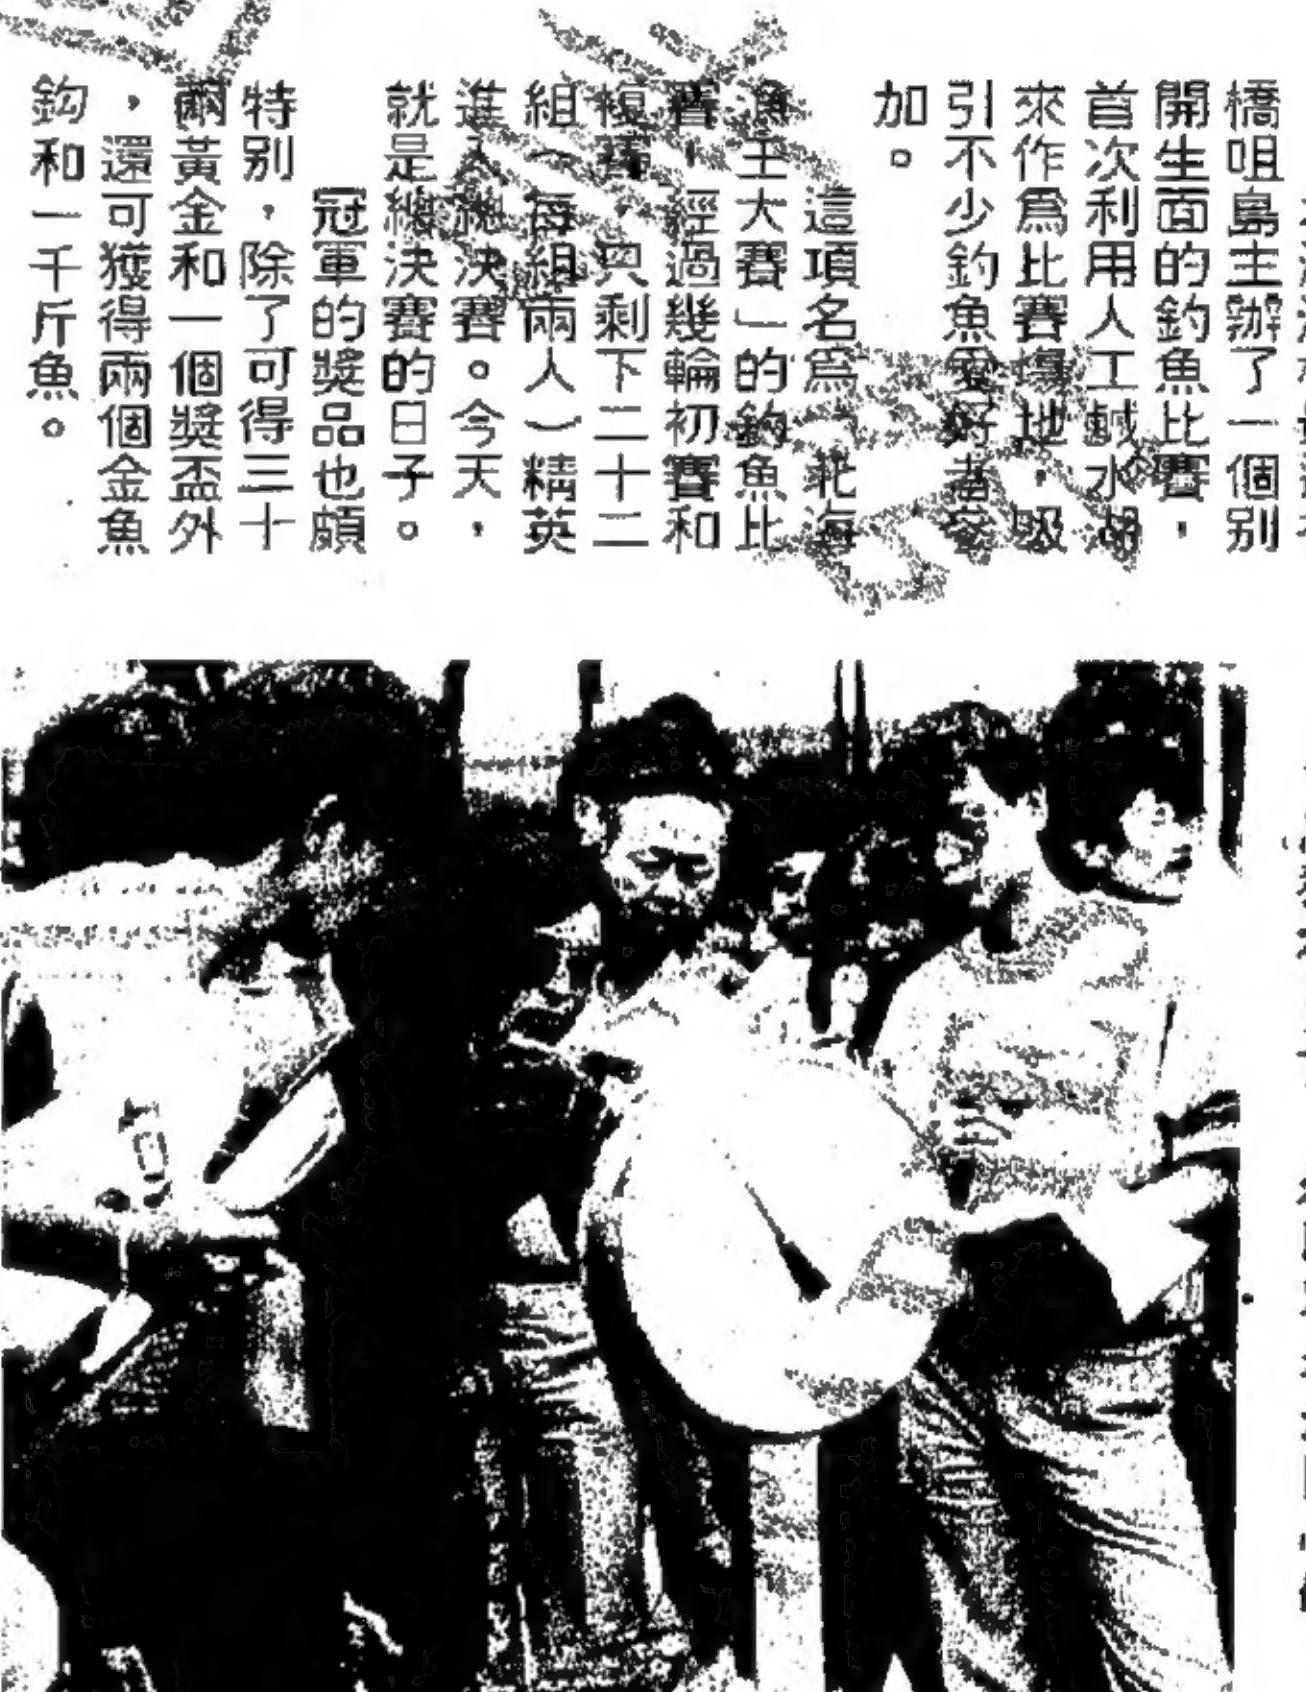 橋咀島主辦了一個别
開生面的釣魚比賽，
首次利用人工鹹水湖
來作爲比賽塲地，吸
引不少釣魚愛好者參
加。
這項名爲「北海
漁王大賽」的釣魚比
賽，經過幾輪初賽和
複賽，只剩下二十二
組（每組兩人）精英
進入總決賽。今天，
就是總決賽的日子。
冠軍的獎品也頗
特别，除了可得三十
両黃金和一個獎盃外
，還可獲得兩個金魚
鈎和一千斤魚。